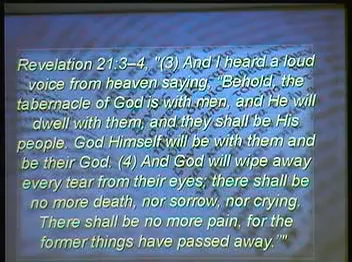 Revelation 21:3–4, "(3) And I heard a loud
voice from heaven saying, "Behold, the
tabernacle of God is with men, and He will
dwell with them, and they shall be His
people. God Himself will be with them and
be their God. (4) And God will wipe away
every tear from their eyes; there shall be
no more death, nor sorrow, nor crying.
There shall be no more pain, for the
former things have passed away.'"